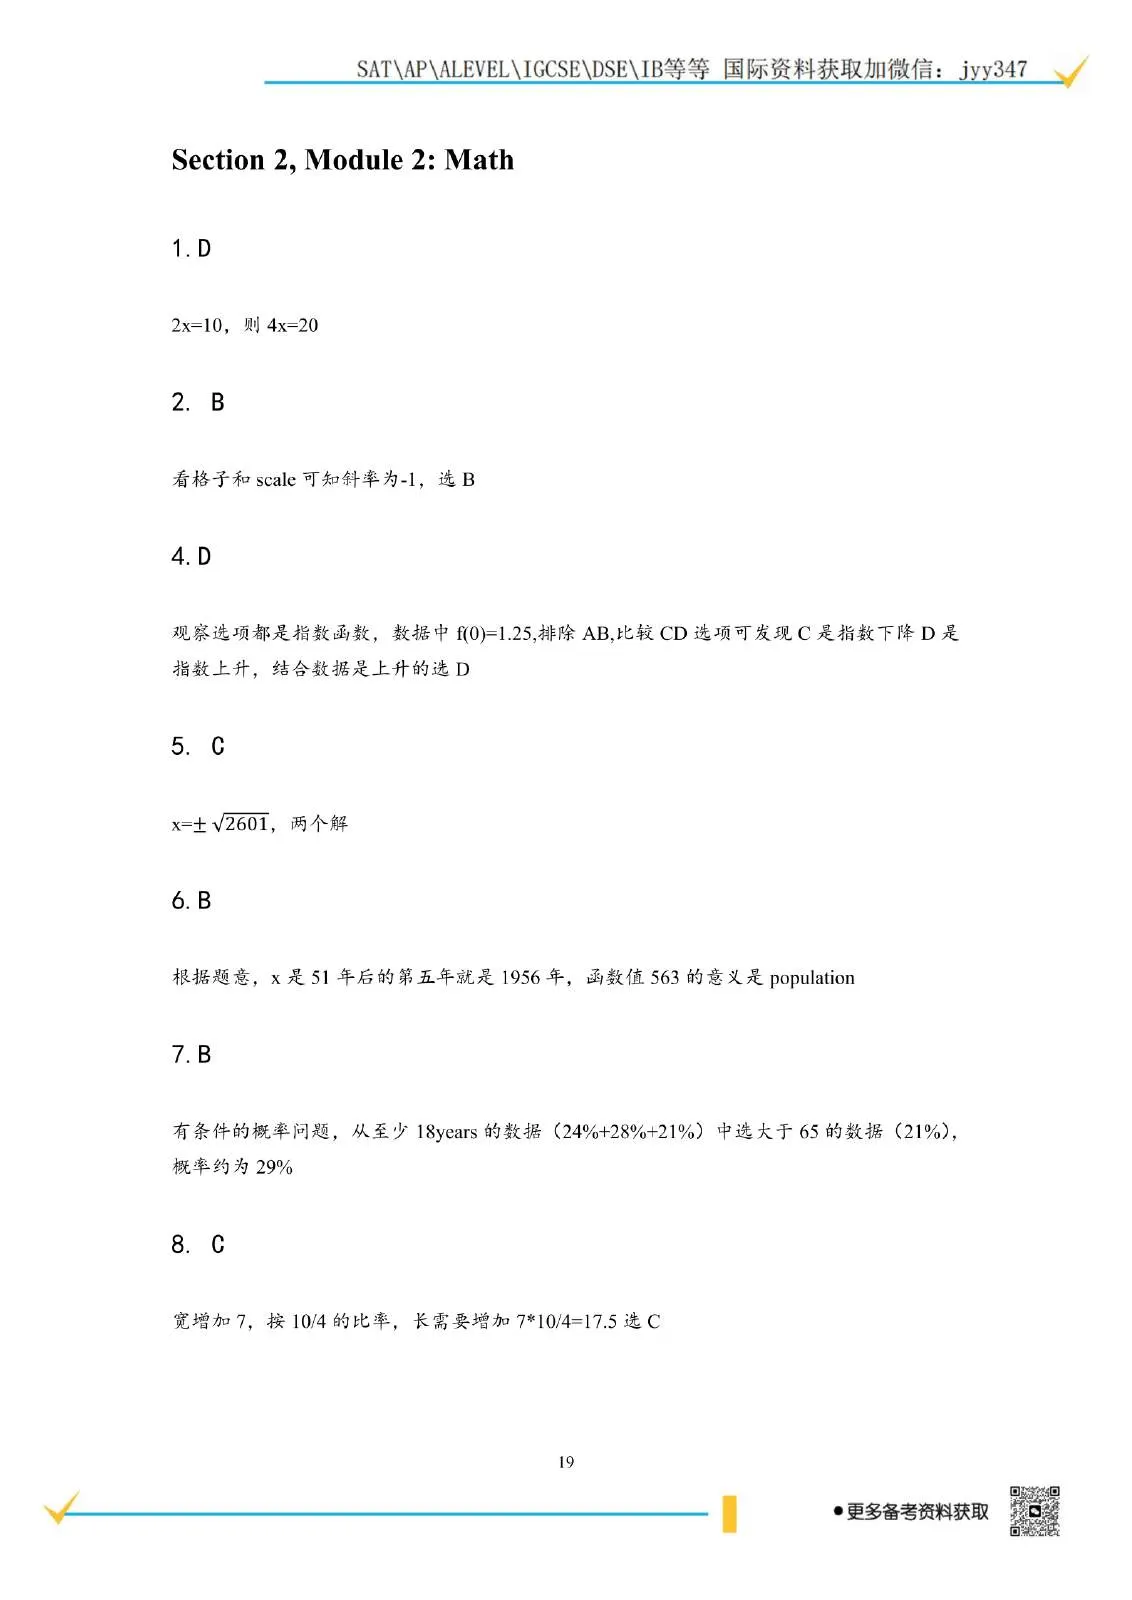 SAT\AP\ALEVEL\IGCSE\DSE\IB等等 国际资料获取加微信：jyy347
Section 2, Module 2: Math
1. D
2x=10，则 4x=20
2. B
看格子和 scale 可知斜率为-1，选 B
4. D
观察选项都是指数函数，数据中 f(0)=1.25,排除 AB,比较 CD 选项可发现 C 是指数下降 D 是
指数上升，结合数据是上升的选 D
5. C
x=± √2601，两个解
6. B
根据题意，x 是 51 年后的第五年就是 1956 年，函数值 563 的意义是 population
7. B
有条件的概率问题，从至少 18years 的数据（24%+28%+21%）中选大于 65 的数据（21%），
概率约为 29%
8. C
宽增加 7，按 10/4 的比率，长需要增加 7*10/4=17.5 选 C
19
●更多备考资料获取